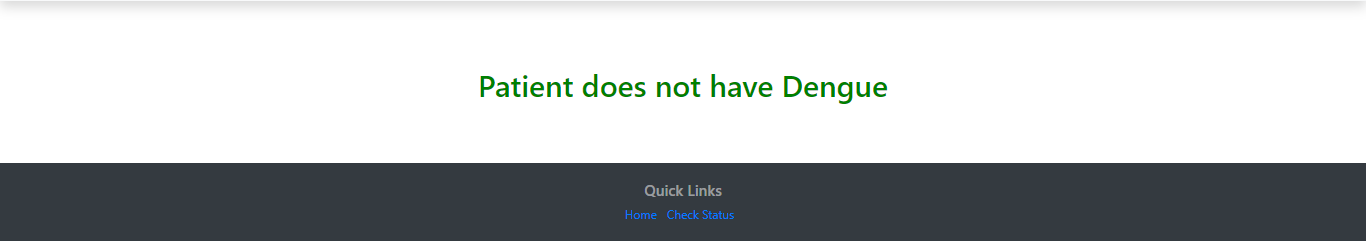 Patient does not have Dengue
Quick Links
Home Check Status